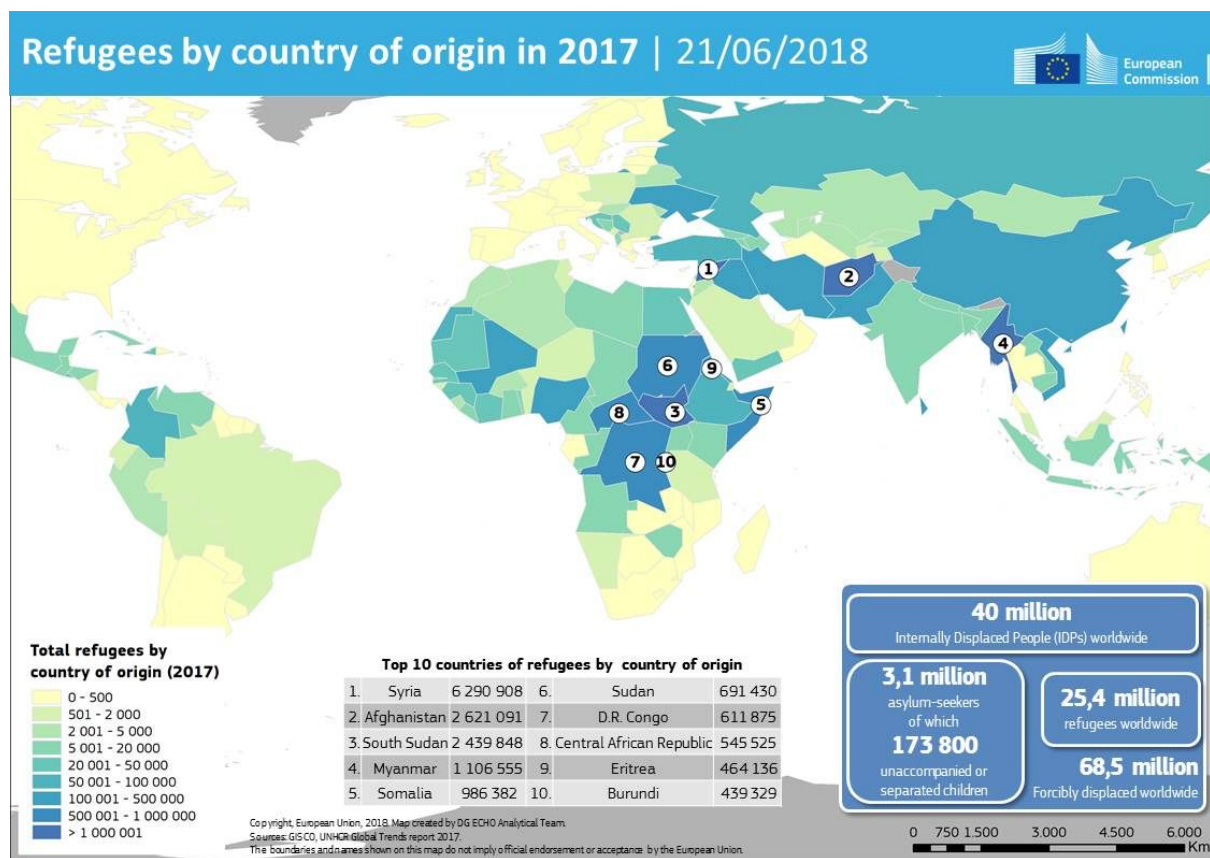 Refugees by country of origin in 2017 | 21/06/2018
European
Commission
1
2
4
6
9
5
8
3
7
10
Total refugees by
country of origin (2017)
0 - 500
501 - 2 000
2 001 - 5 000
5 001 - 20 000
20 001 - 50 000
50 001 - 100 000
100 001 - 500 000
500 001 - 1 000 000
> 1 000 001
Top 10 countries of refugees by country of origin
1. Syria 6 290 908 6. Sudan 691 430
2. Afghanistan 2 621 091 7. D.R. Congo 611 875
3. South Sudan 2 439 848 8. Central African Republic 545 525
4. Myanmar 1 106 555 9. Eritrea 464 136
5. Somalia 986 382 10. Burundi 439 329
40 million
Internally Displaced People (IDPs) worldwide
3,1 million
asylum-seekers
of which
173 800
unaccompanied or
separated children
25,4 million
refugees worldwide
68,5 million
Forcibly displaced worldwide
Copyright, European Union, 2018. Map created by DG ECHO Analytical Team.
Sources: GISCO, UNHCR Global Trends report 2017.
The boundaries and names shown on this map do not imply official endorsement or acceptance by the European Union.
0 750 1.500 3.000 4.500 6.000
Km